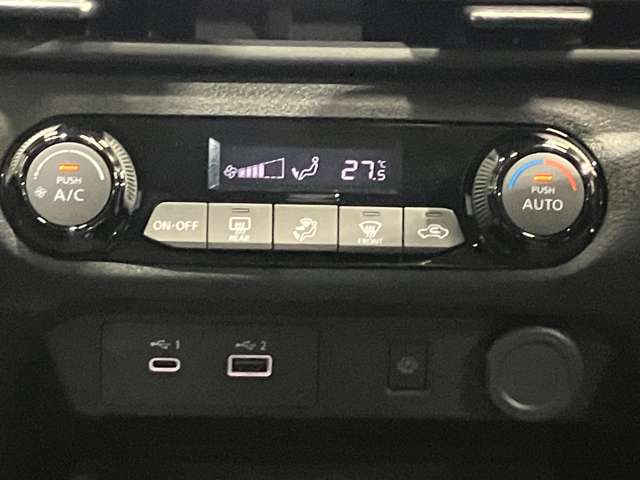 PUSH
A/C
27.5
°C
PUSH
AUTO
ON·OFF
REAR
FRONT
1
2